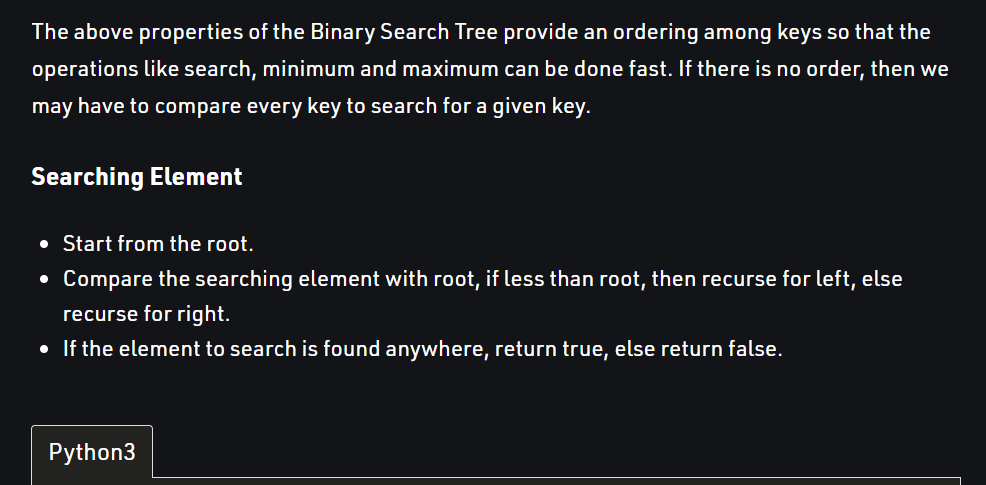 The above properties of the Binary Search Tree provide an ordering among keys so that the
operations like search, minimum and maximum can be done fast. If there is no order, then we
may have to compare every key to search for a given key.
Searching Element
• Start from the root.
• Compare the searching element with root, if less than root, then recurse for left, else
recurse for right.
• If the element to search is found anywhere, return true, else return false.
Python3